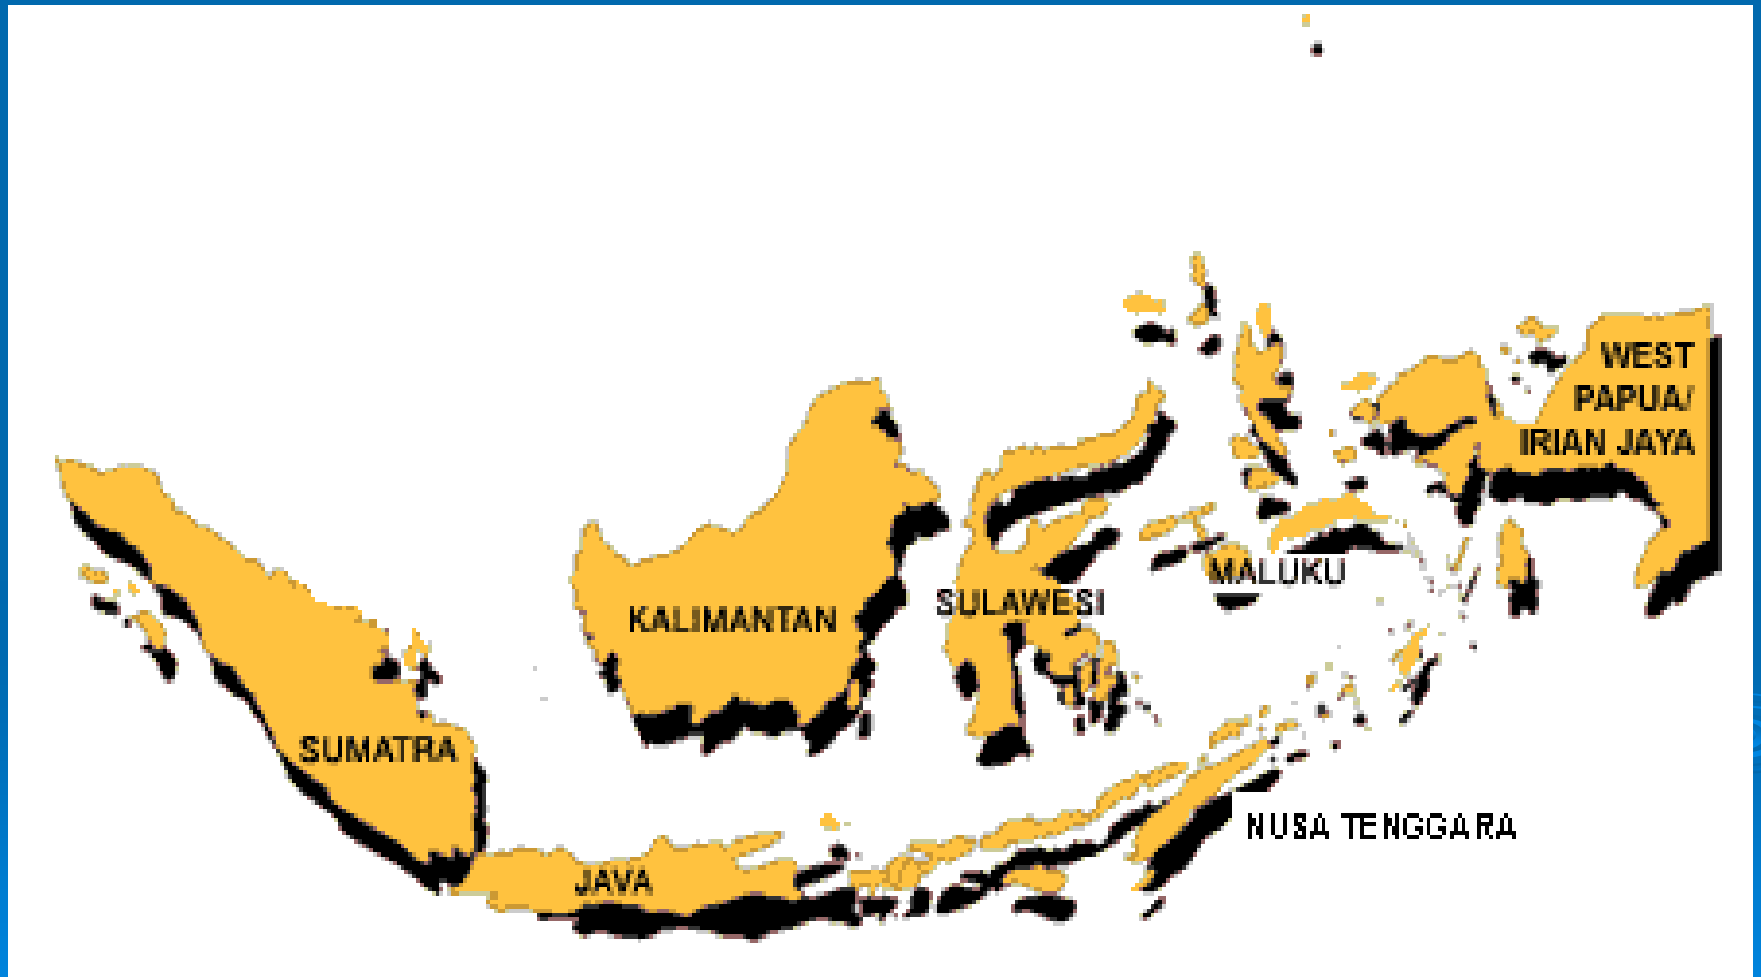 WEST
PAPUA/
IRIAN JAYA
MALUKU
SULAWESI
KALIMANTAN
SUMATRA
NUSA TENGGARA
JAVA